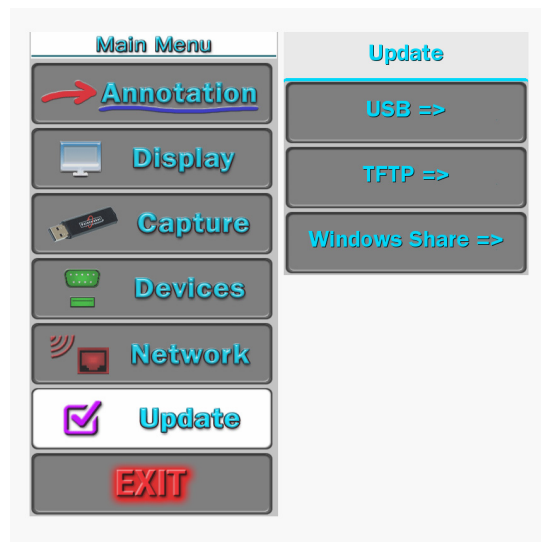 Main Menu
Annotation
Display
Capture
Devices
Network
Update
EXIT
Update
USB =>
TFTP =>
Windows Share =>